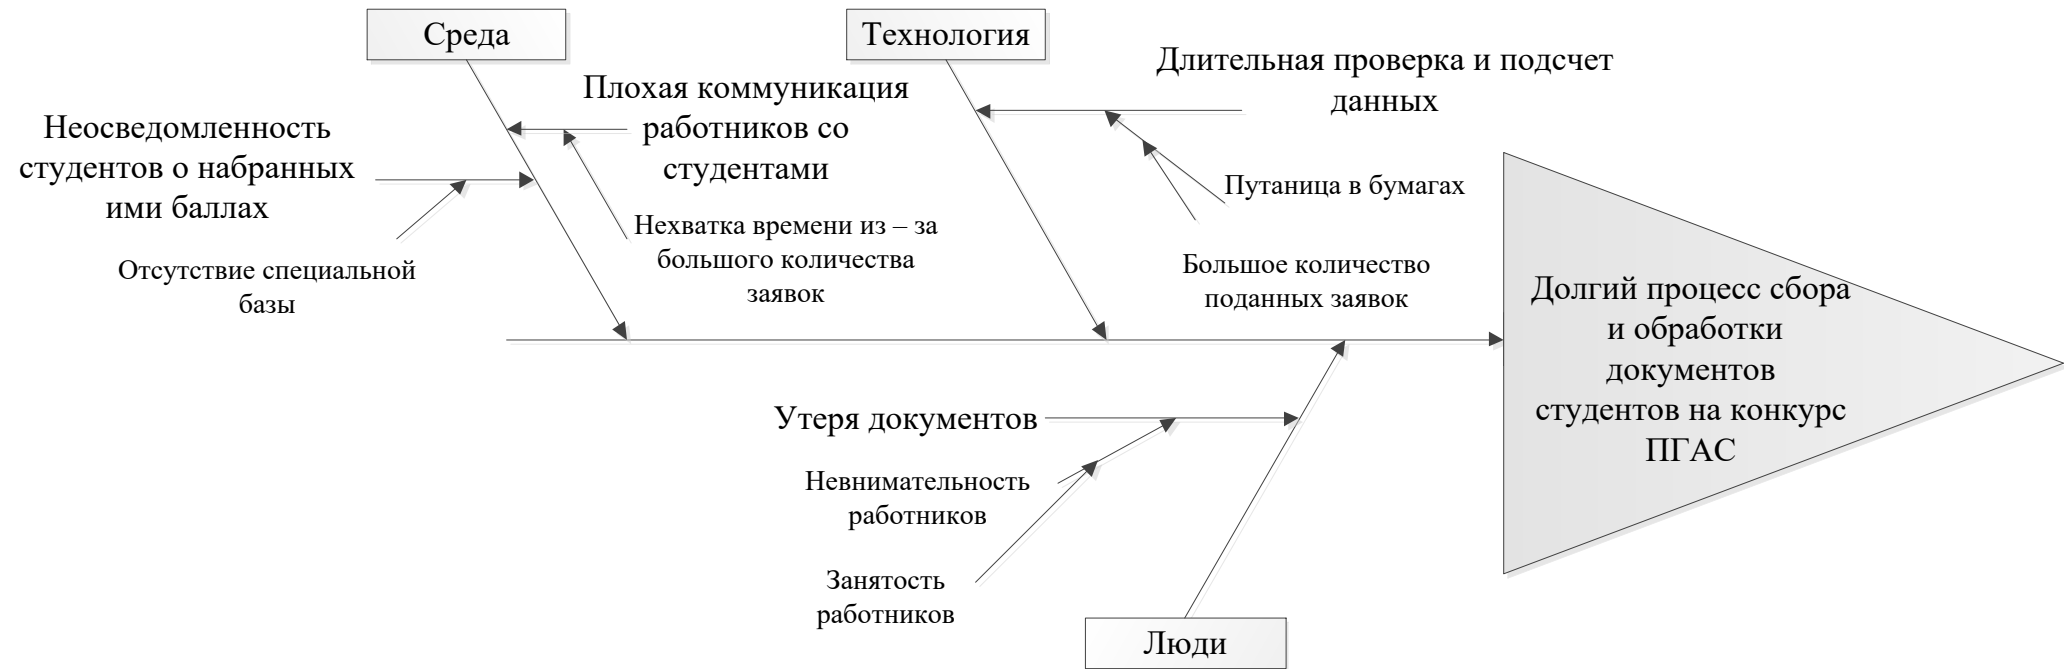 Среда
Технология
Плохая коммуникация
работников со
студентами
Длительная проверка и подсчет
данных
Неосведомленность
студентов о набранных
ими баллах
Путаница в бумагах
Нехватка времени из – за
большого количества
заявок
Отсутствие специальной
базы
Большое количество
поданных заявок
Долгий процесс сбора
и обработки
документов
студентов на конкурс
ПГАС
Утеря документов
Невнимательность
работников
Занятость
работников
Люди